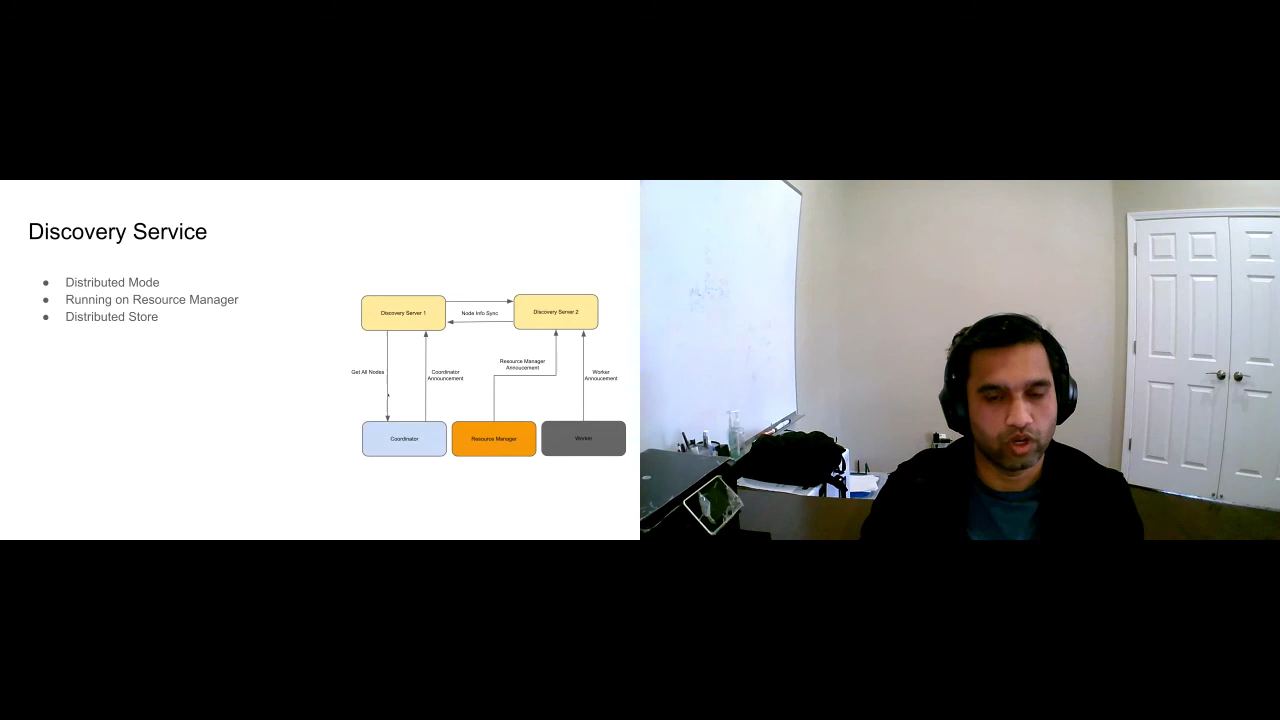 Discovery Service
● Distributed Mode
● Running on Resource Manager
● Distributed Store
Discovery Server 1
Node Info Sync
Discovery Server 2
Get All Nodes
Coordinator
Announcement
Resource Manager
Annoucement
Worker
Annoucement
Coordinator
Resource Manager
Worker